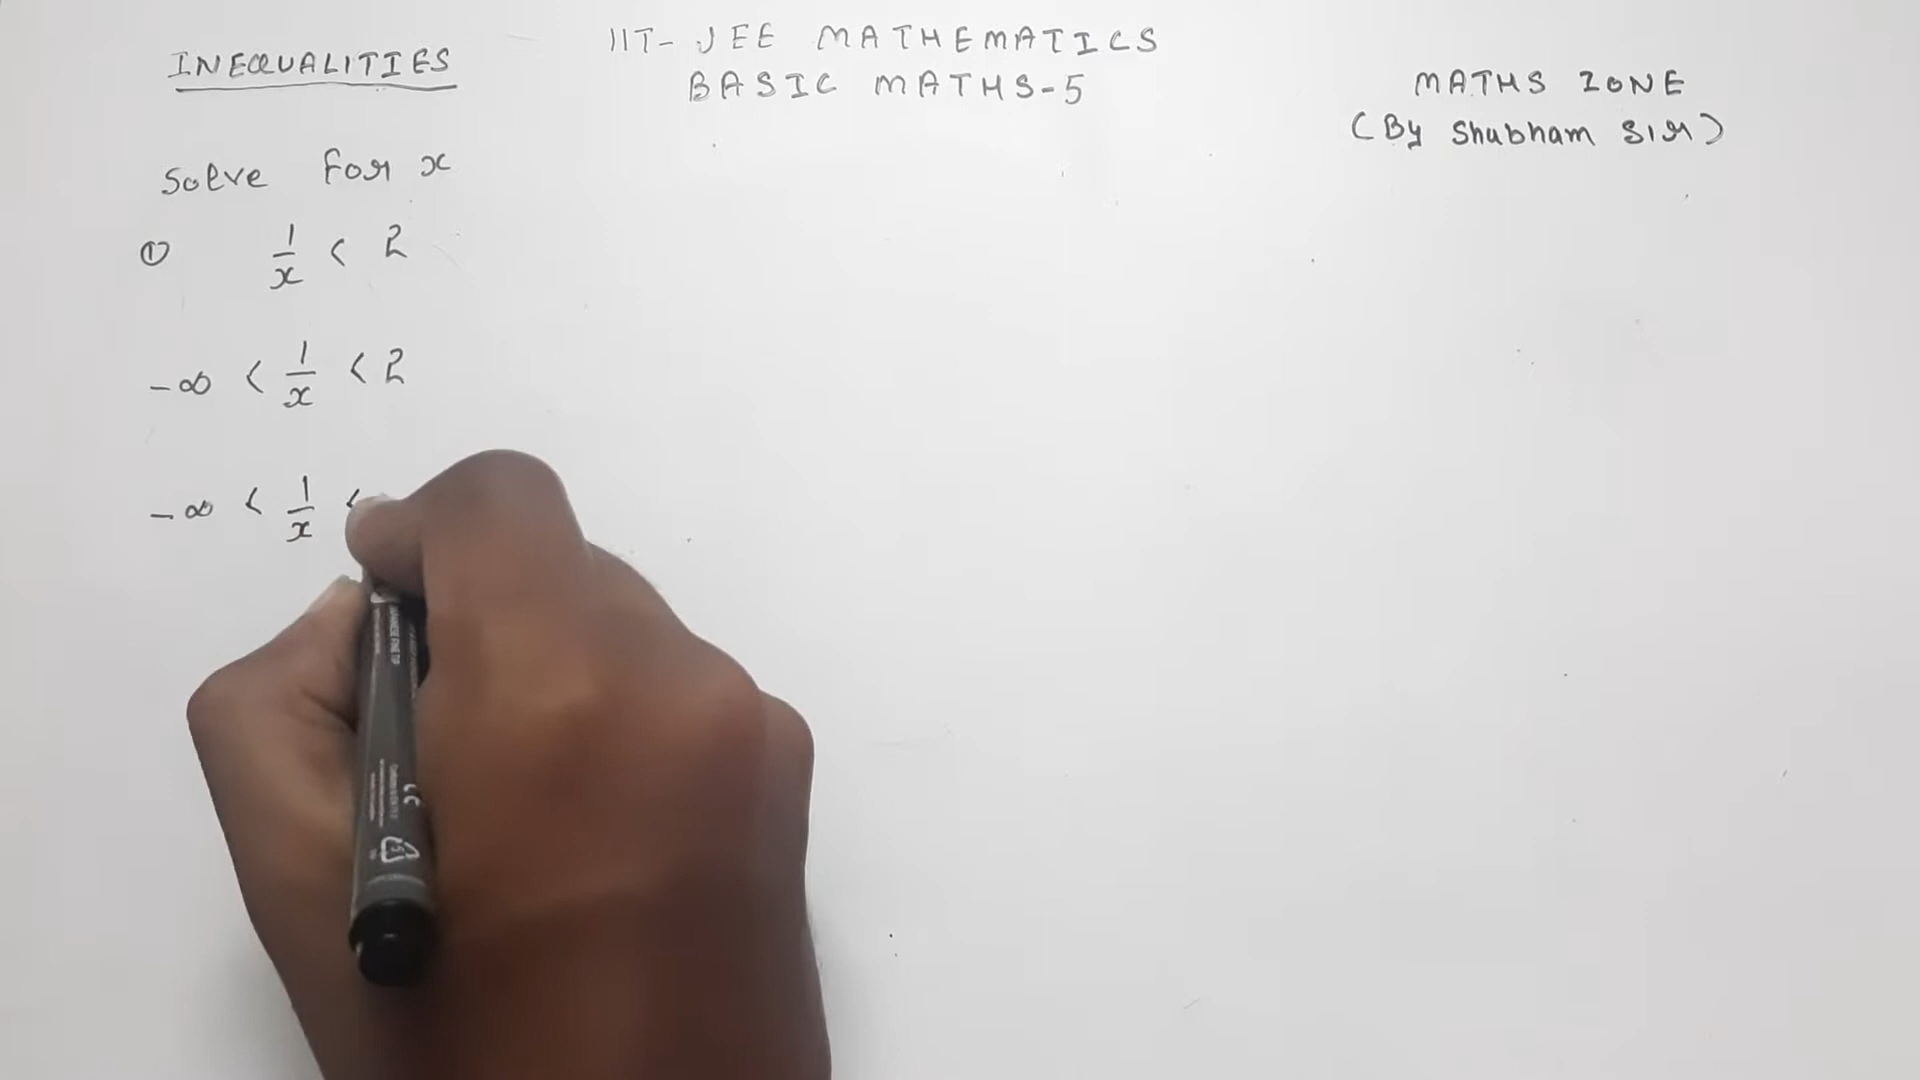 INEQUALITIES
IIT-JEE MATHEMATICS
BASIC MATHS-5
MATHS ZONE
(By Shubham Sir)
Solve for x
① 1/x < 2
-∞ < 1/x < 2
-∞ < 1/x <